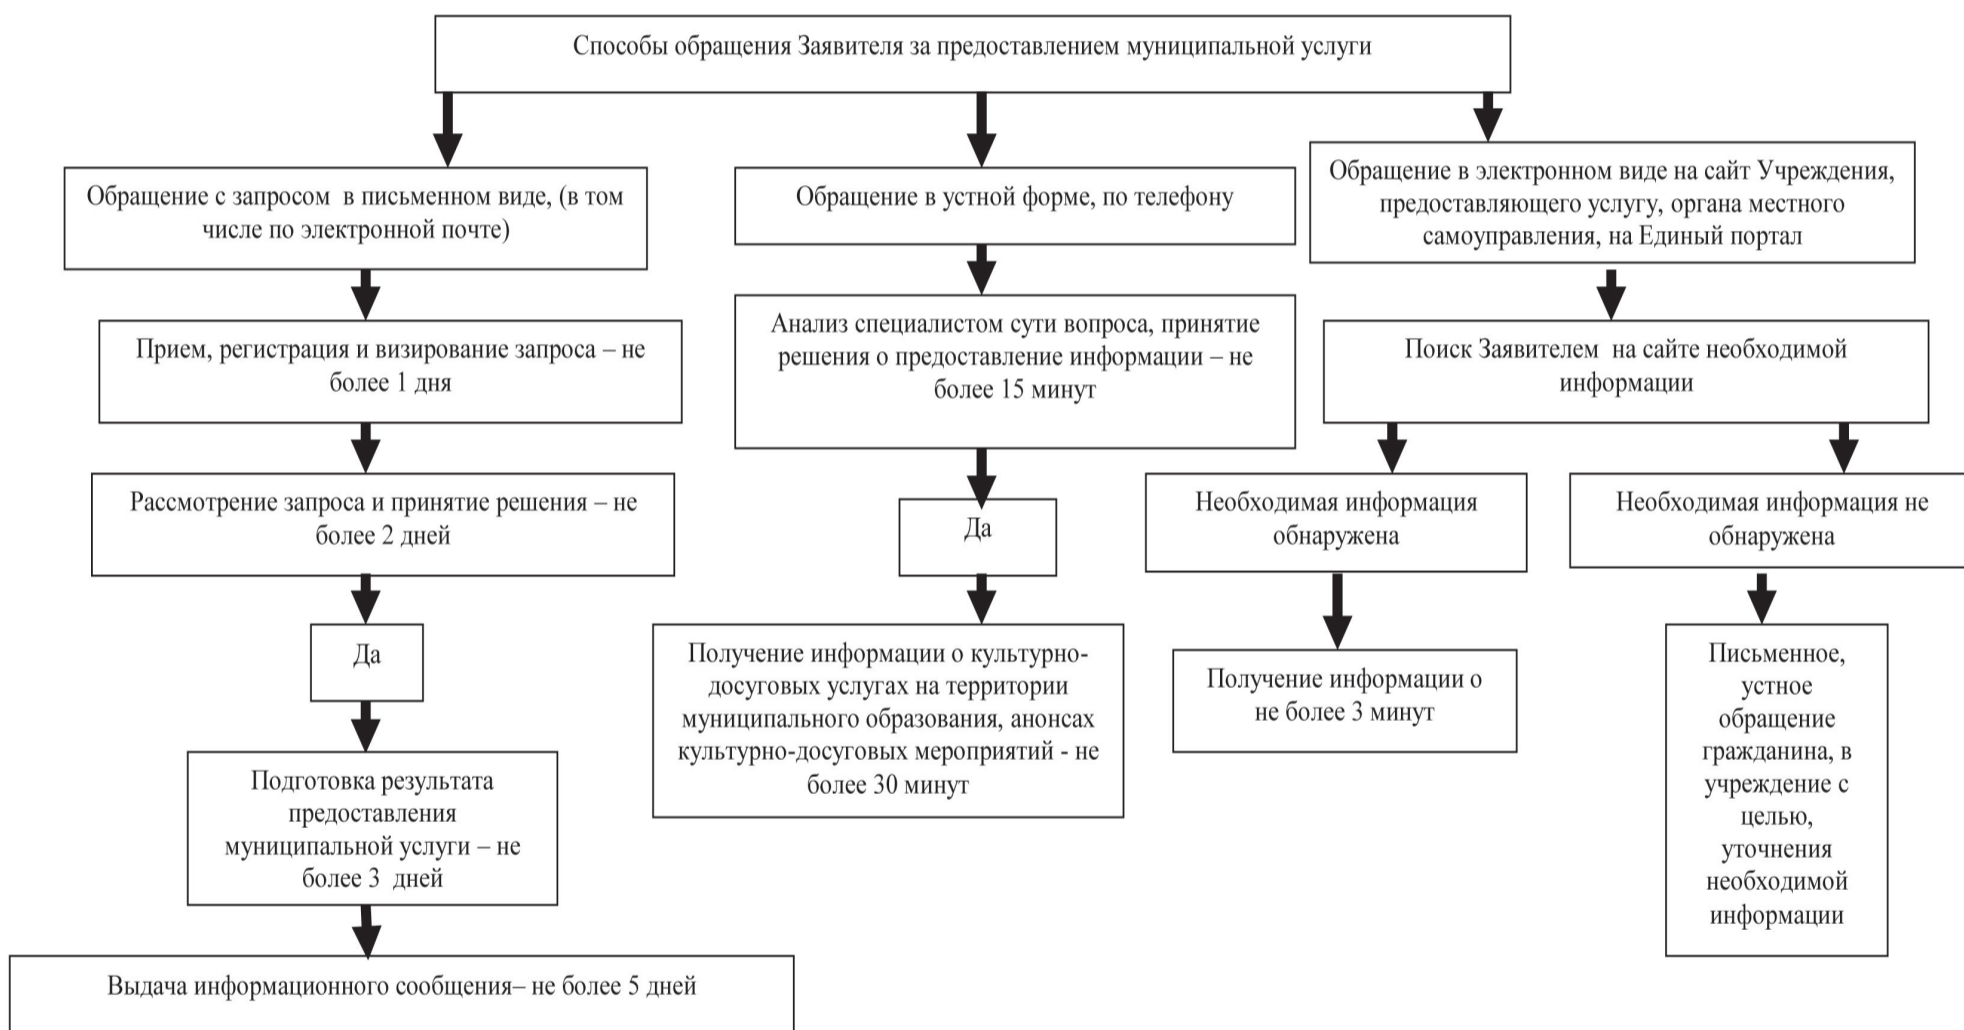 Способы обращения Заявителя за предоставлением муниципальной услуги
Обращение с запросом в письменном виде, (в том
числе по электронной почте)
Прием, регистрация и визирование запроса – не
более 1 дня
Рассмотрение запроса и принятие решения – не
более 2 дней
Да
Подготовка результата
предоставления
муниципальной услуги – не
более 3 дней
Выдача информационного сообщения– не более 5 дней
Обращение в устной форме, по телефону
Анализ специалистом сути вопроса, принятие
решения о предоставление информации – не
более 15 минут
Да
Получение информации о культурно-
досуговых услугах на территории
муниципального образования, анонсах
культурно-досуговых мероприятий - не
более 30 минут
Обращение в электронном виде на сайт Учреждения,
предоставляющего услугу, органа местного
самоуправления, на Единый портал
Поиск Заявителем на сайте необходимой
информации
Необходимая информация
обнаружена
Получение информации о
не более 3 минут
Необходимая информация не
обнаружена
Письменное,
устное
обращение
гражданина, в
учреждение с
целью,
уточнения
необходимой
информации